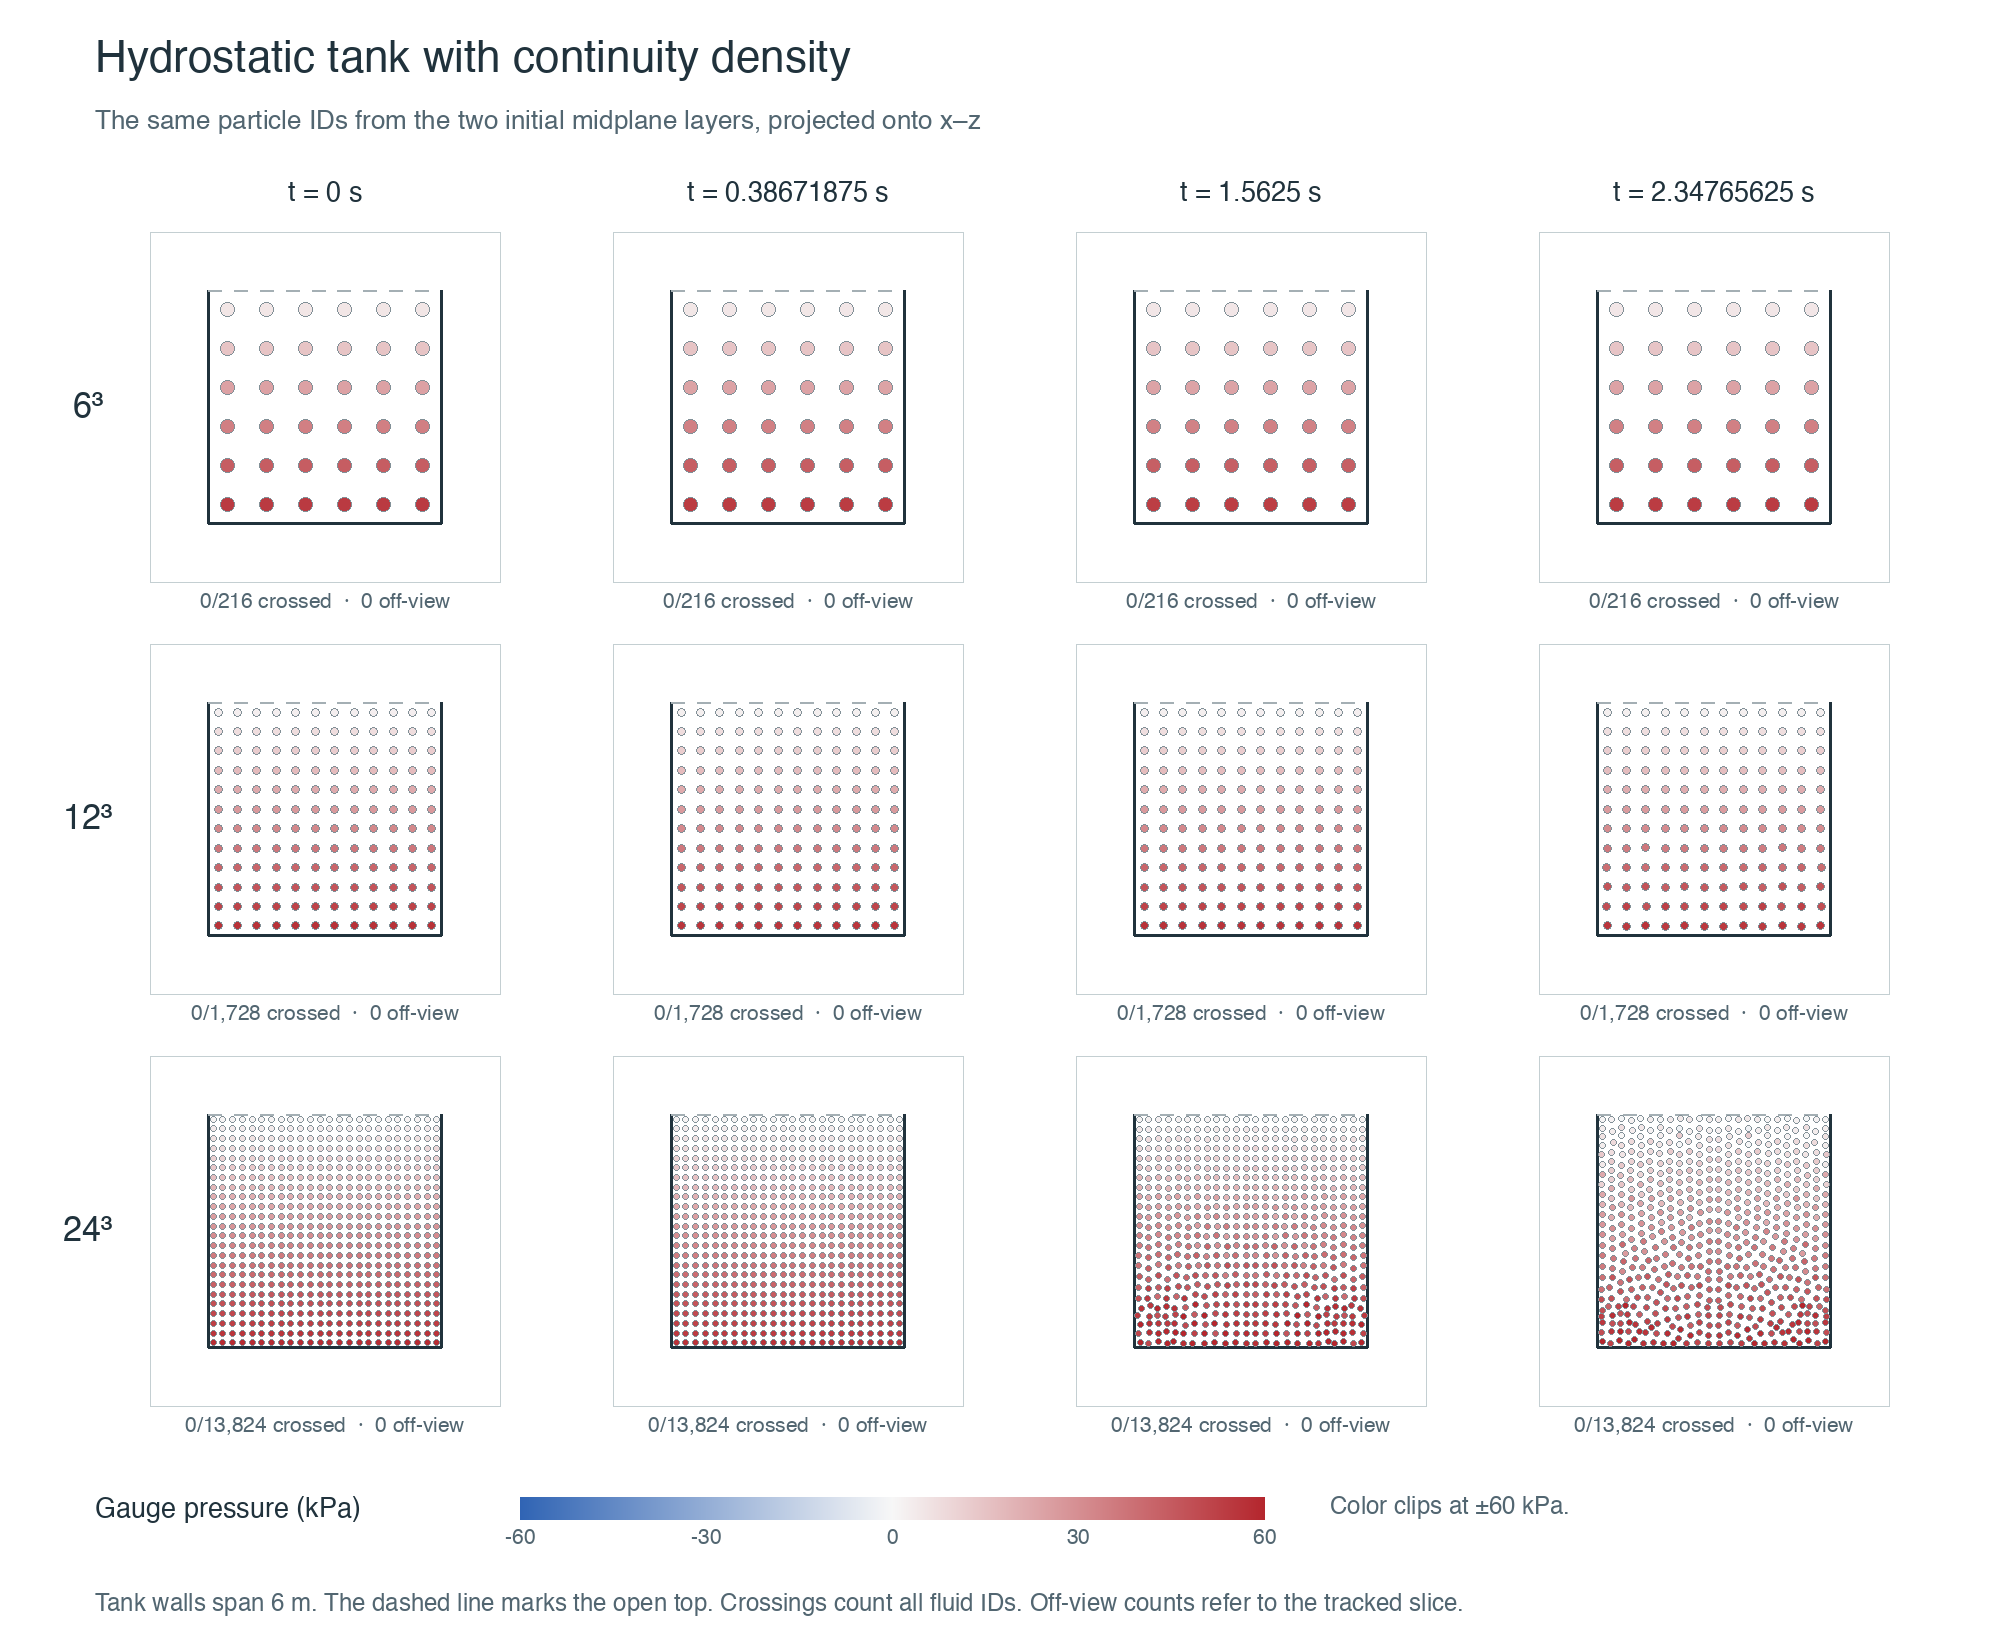 Hydrostatic tank with continuity density
The same particle IDs from the two initial midplane layers, projected onto x–z
t = 0 s
t = 0.38671875 s
t = 1.5625 s
t = 2.34765625 s
6³
0/216 crossed · 0 off-view
0/216 crossed · 0 off-view
0/216 crossed · 0 off-view
0/216 crossed · 0 off-view
12³
0/1,728 crossed · 0 off-view
0/1,728 crossed · 0 off-view
0/1,728 crossed · 0 off-view
0/1,728 crossed · 0 off-view
24³
0/13,824 crossed · 0 off-view
0/13,824 crossed · 0 off-view
0/13,824 crossed · 0 off-view
0/13,824 crossed · 0 off-view
Gauge pressure (kPa)
-60
-30
0
30
60
Color clips at ±60 kPa.
Tank walls span 6 m. The dashed line marks the open top. Crossings count all fluid IDs. Off-view counts refer to the tracked slice.